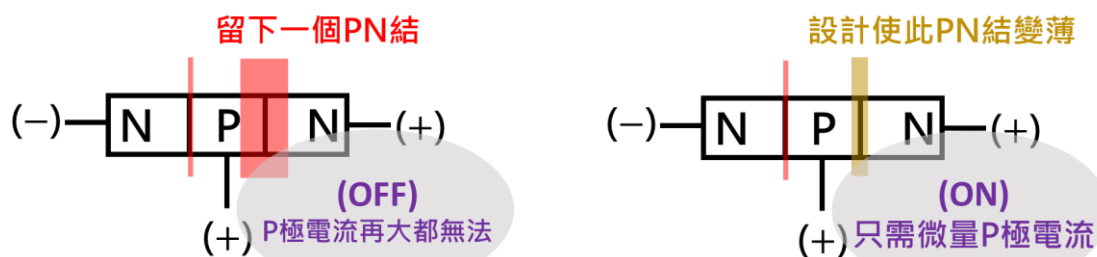 留下一個PN結
(−) N P N (+)
(OFF)
P極電流再大都無法
(+)
設計使此PN結變薄
(−) N P N (+)
(ON)
只需微量P極電流
(+)